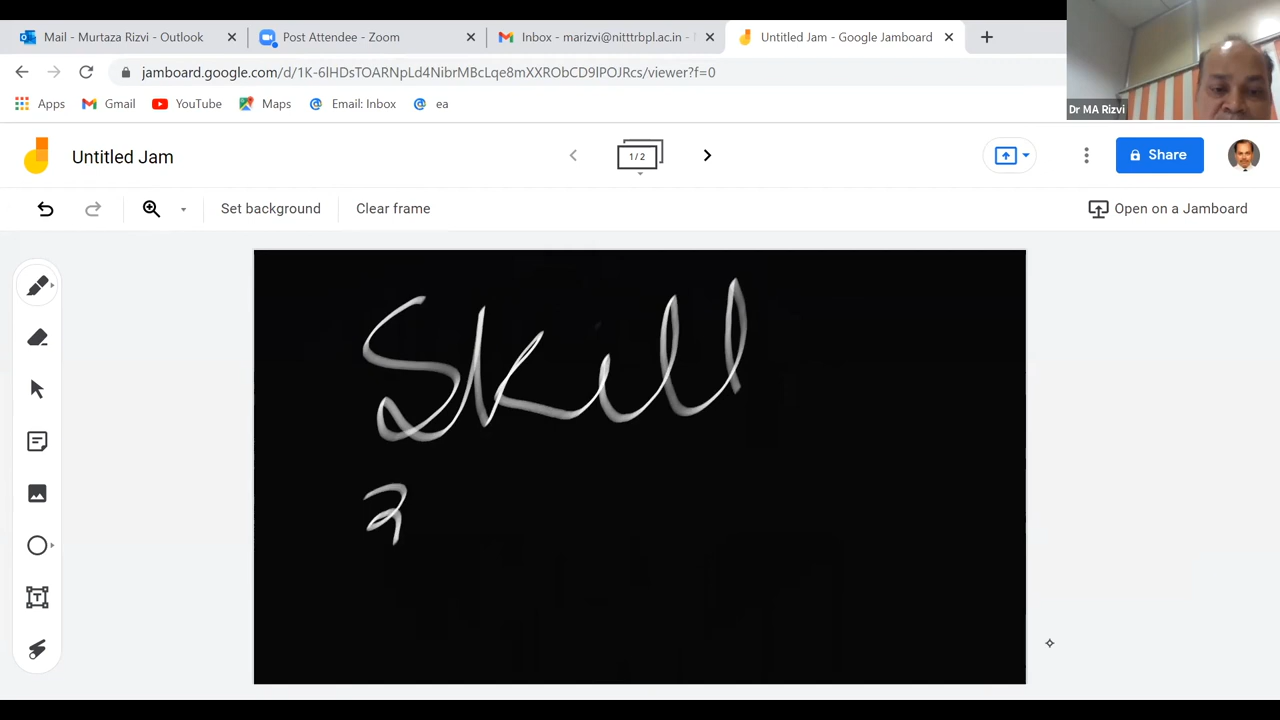 Mail - Murtaza Rizvi - Outlook
Post Attendee - Zoom
Inbox - marizvi@nitttrbpl.ac.in -
Untitled Jam - Google Jamboard
jamboard.google.com/d/1K-6lHDsTOARNpLd4NibrMBcLqe8mXXRObCD9lPOJRcs/viewer?f=0
Apps
Gmail
YouTube
Maps
Email: Inbox
ea
Dr MA Rizvi
Untitled Jam
1/2
Share
Set background
Clear frame
Open on a Jamboard
Skill